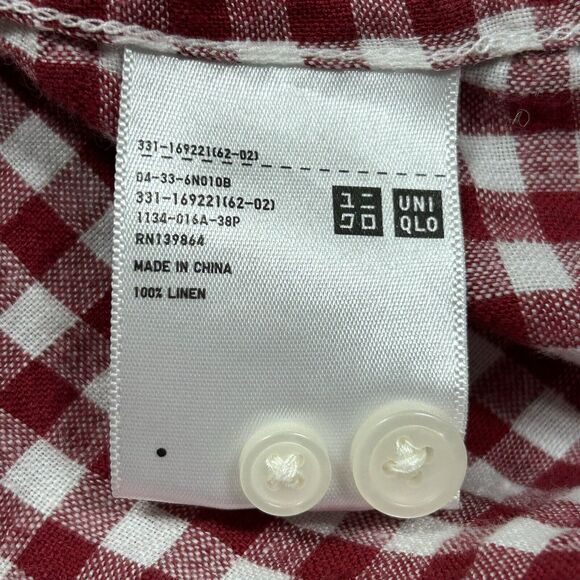 331-169221(62-02)
04-33-6N010B
331-169221(62-02)
1134-016A-38P
RN139864
MADE IN CHINA
100% LINEN
ユニ
クロ
UNI
QLO